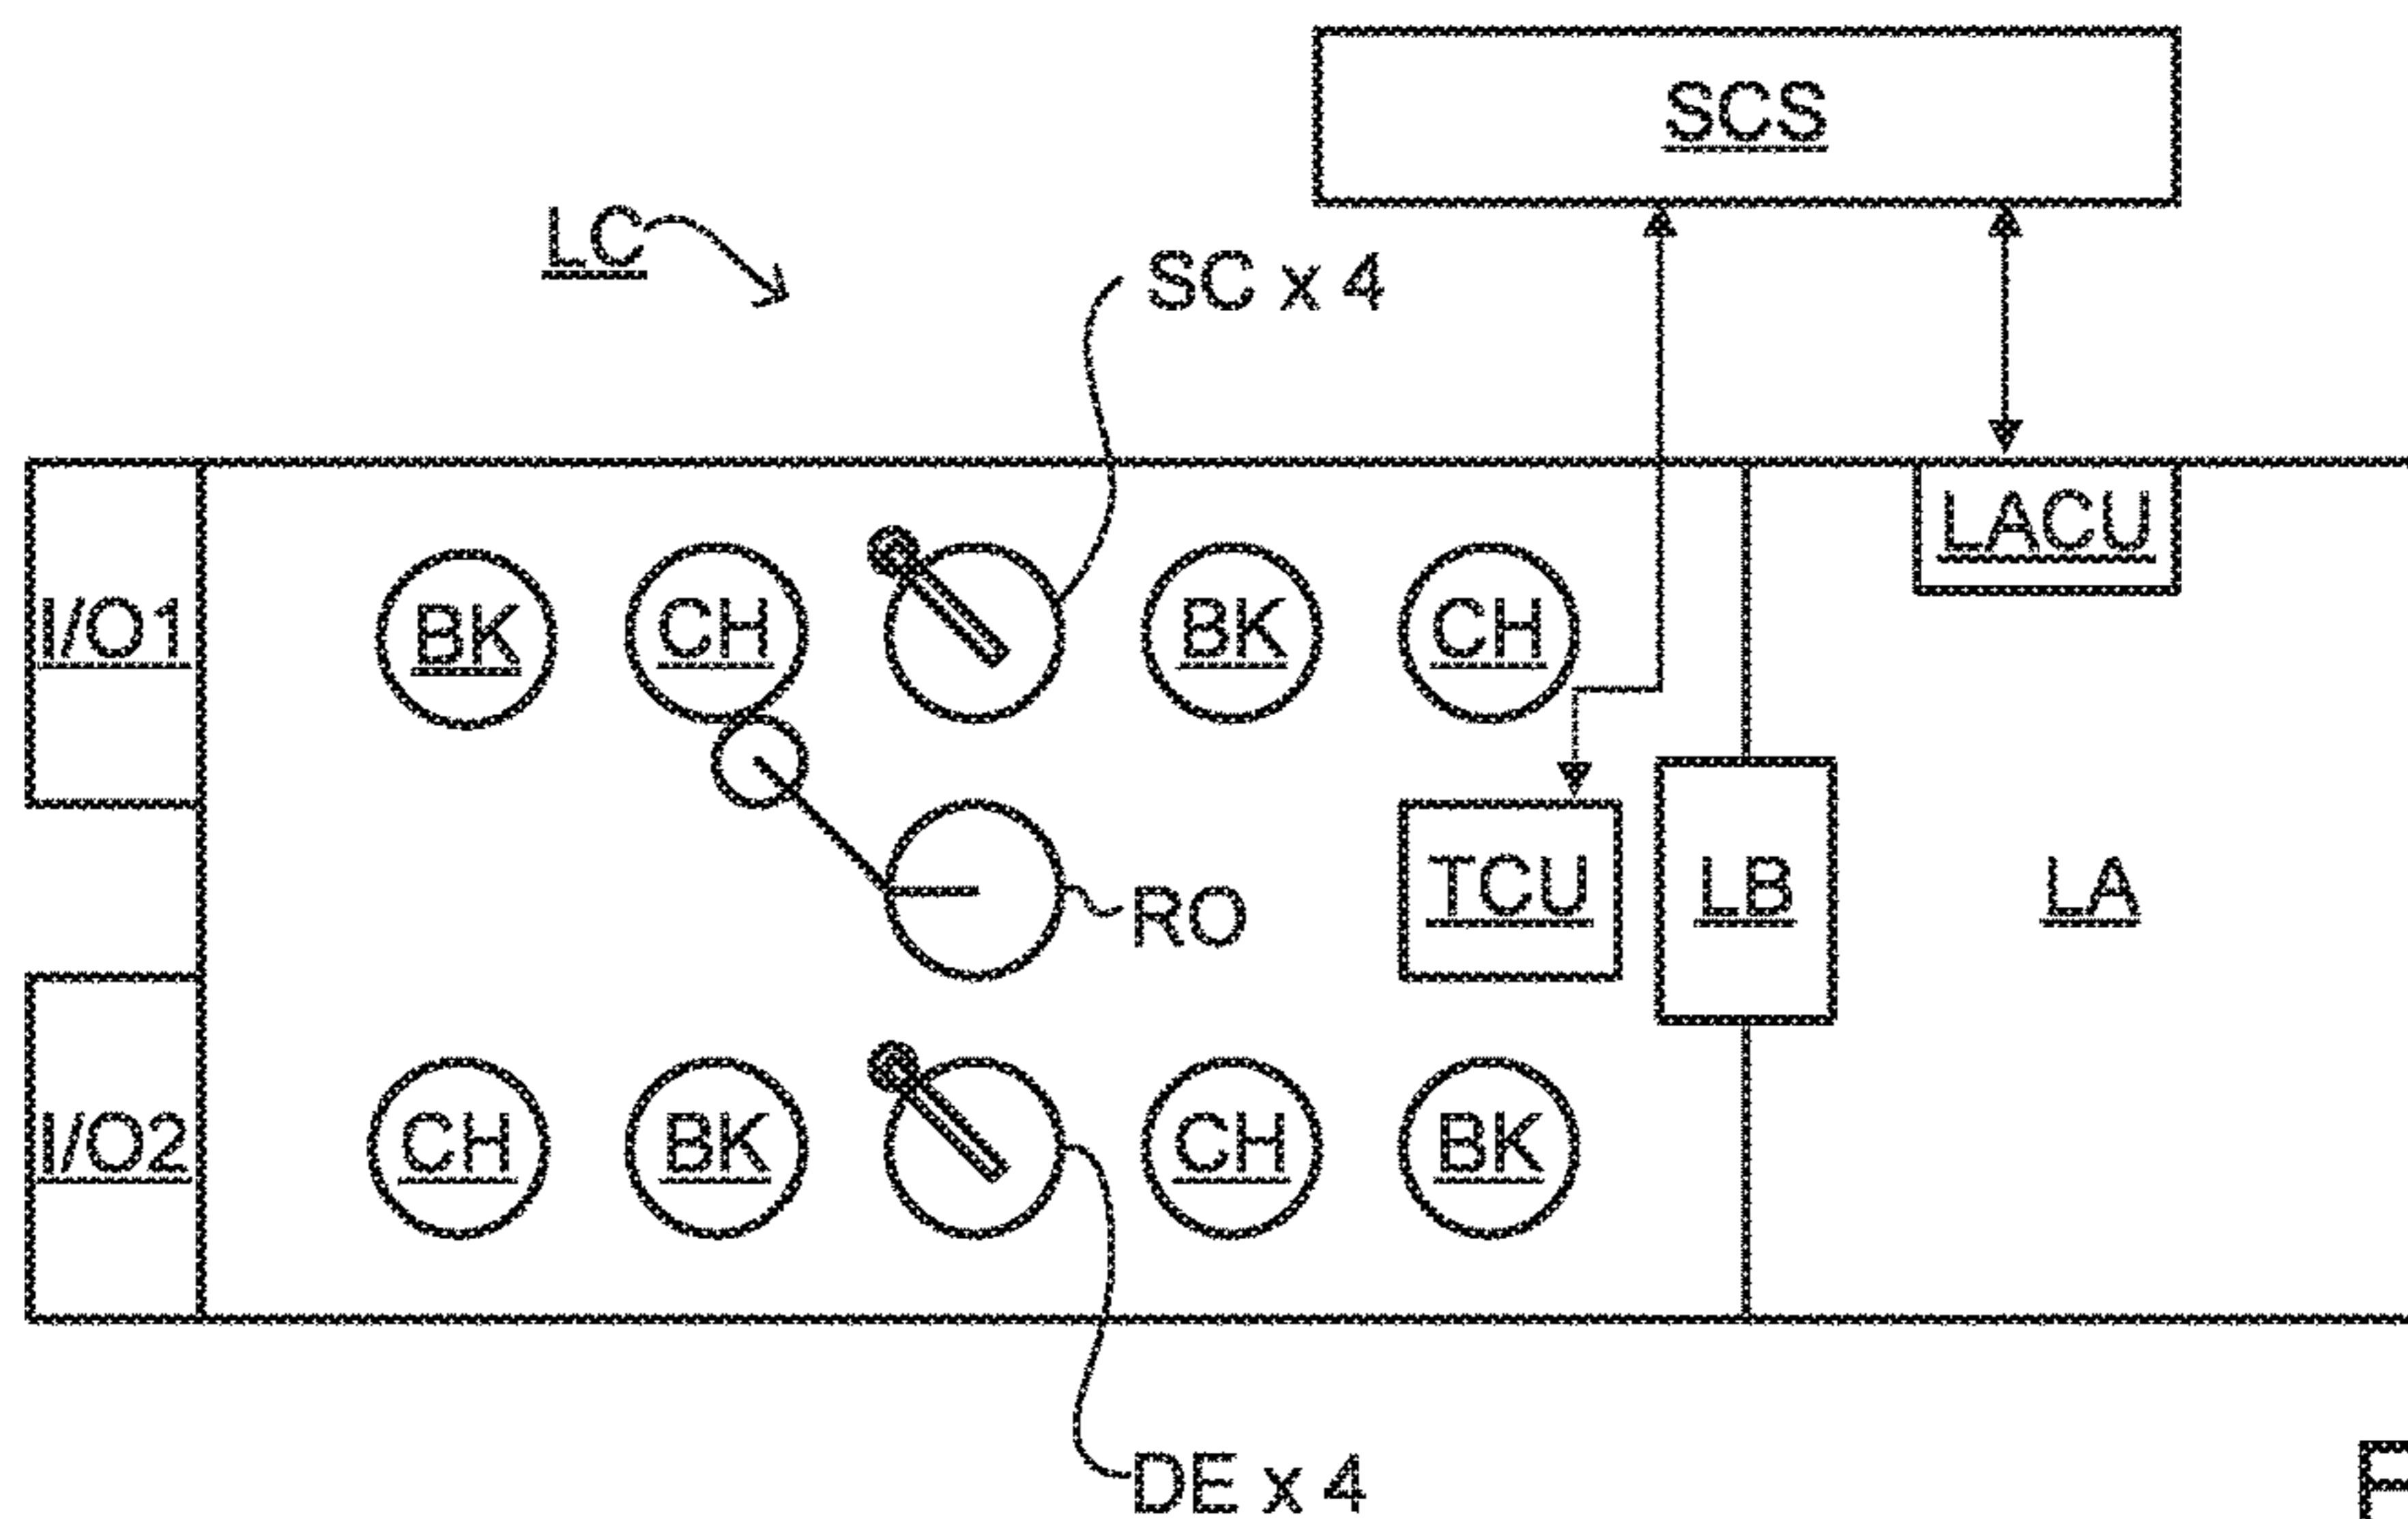 SCS
LC
SC x 4
LACU
I/O1
BK
CH
BK
CH
TCU
LB
LA
RO
I/O2
CH
BK
CH
BK
DE x 4
F